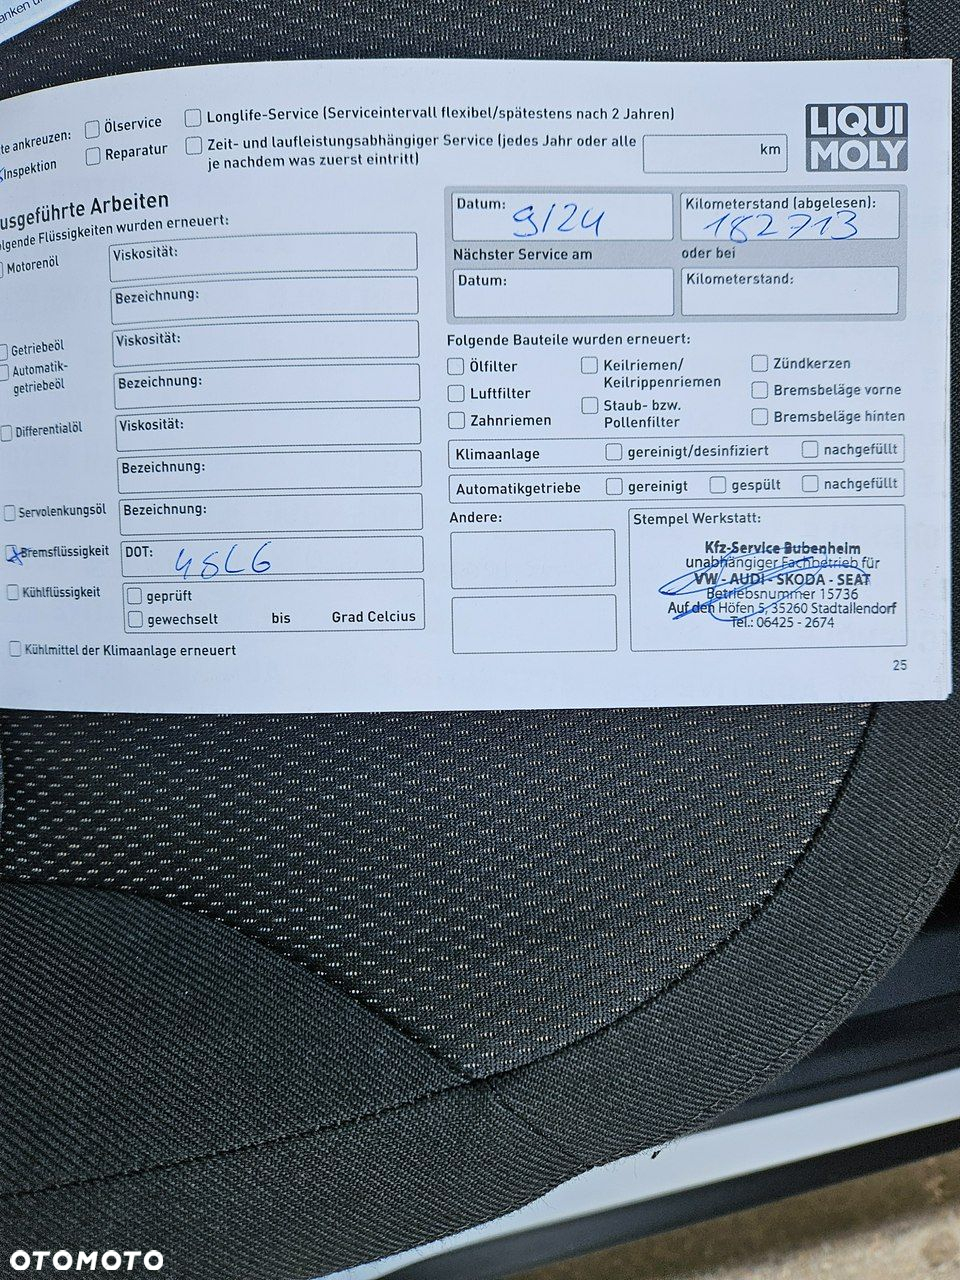 anken u
te ankreuzen:
Ölservice
Longlife-Service (Serviceintervall flexibel/spätestens nach 2 Jahren)
LIQUI
MOLY
Inspektion
Reparatur
Zeit- und laufleistungsabhängiger Service (jedes Jahr oder alle
je nachdem was zuerst eintritt)
km
usgeführte Arbeiten
olgende Flüssigkeiten wurden erneuert:
Motorenöl
Viskosität:
Bezeichnung:
Getriebeöl
Automatik-
getriebeöl
Viskosität:
Bezeichnung:
Differentialöl
Viskosität:
Bezeichnung:
Servolenkungsöl
Bezeichnung:
Bremsflüssigkeit
DOT:
Kühlflüssigkeit
geprüft
gewechselt bis Grad Celcius
Kühlmittel der Klimaanlage erneuert
Datum: 9/24
Kilometerstand (abgelesen):
182713
Nächster Service am oder bei
Datum:
Kilometerstand:
Folgende Bauteile wurden erneuert:
Ölfilter
Luftfilter
Zahnriemen
Keilriemen/
Keilrippenriemen
Staub- bzw.
Pollenfilter
Zündkerzen
Bremsbeläge vorne
Bremsbeläge hinten
Klimaanlage gereinigt/desinfiziert nachgefüllt
Automatikgetriebe gereinigt gespült nachgefüllt
Andere:
Stempel Werkstatt:
Kfz-Service Bubenheim
unabhängiger Fachbetrieb für
VW - AUDI - SKODA - SEAT
Betriebsnummer 15736
Auf den Höfen 5, 35260 Stadtallendorf
Tel.: 06425 - 2674
25
OTOMOTO